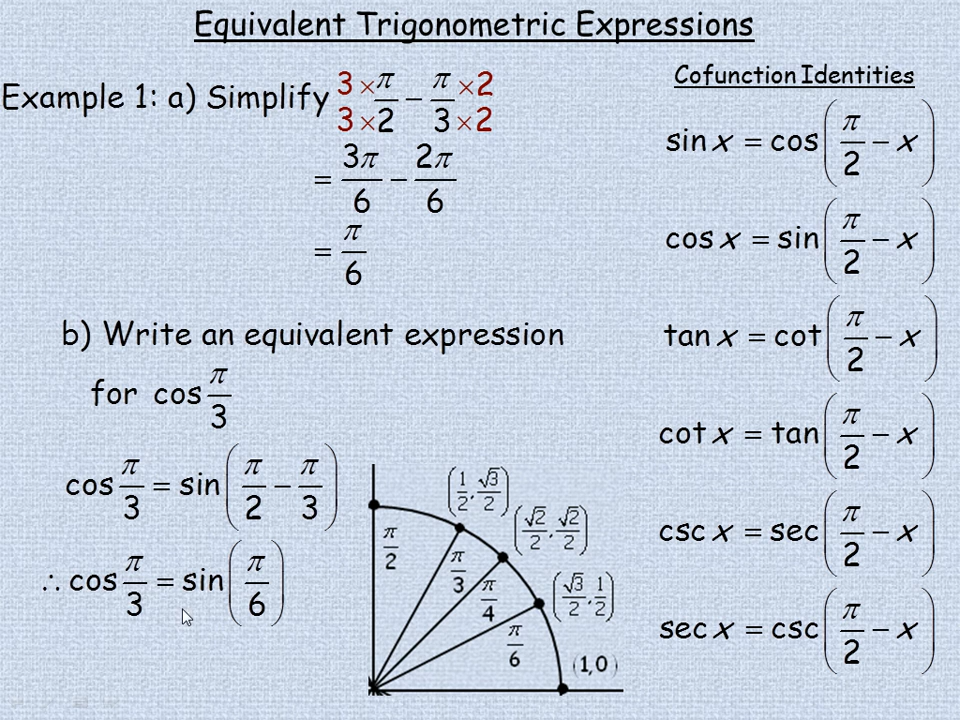 Equivalent Trigonometric Expressions
Example 1: a) Simplify 3 × π / 3 × 2 − π × 2 / 3 × 2
= 3π/6 − 2π/6
= π/6
b) Write an equivalent expression
for cos π/3
cos π/3 = sin (π/2 − π/3)
∴ cos π/3 = sin (π/6)
Cofunction Identities
sin x = cos (π/2 − x)
cos x = sin (π/2 − x)
tan x = cot (π/2 − x)
cot x = tan (π/2 − x)
csc x = sec (π/2 − x)
sec x = csc (π/2 − x)
(1/2, √3/2)
(√2/2, √2/2)
(√3/2, 1/2)
(1,0)
π/2
π/3
π/4
π/6